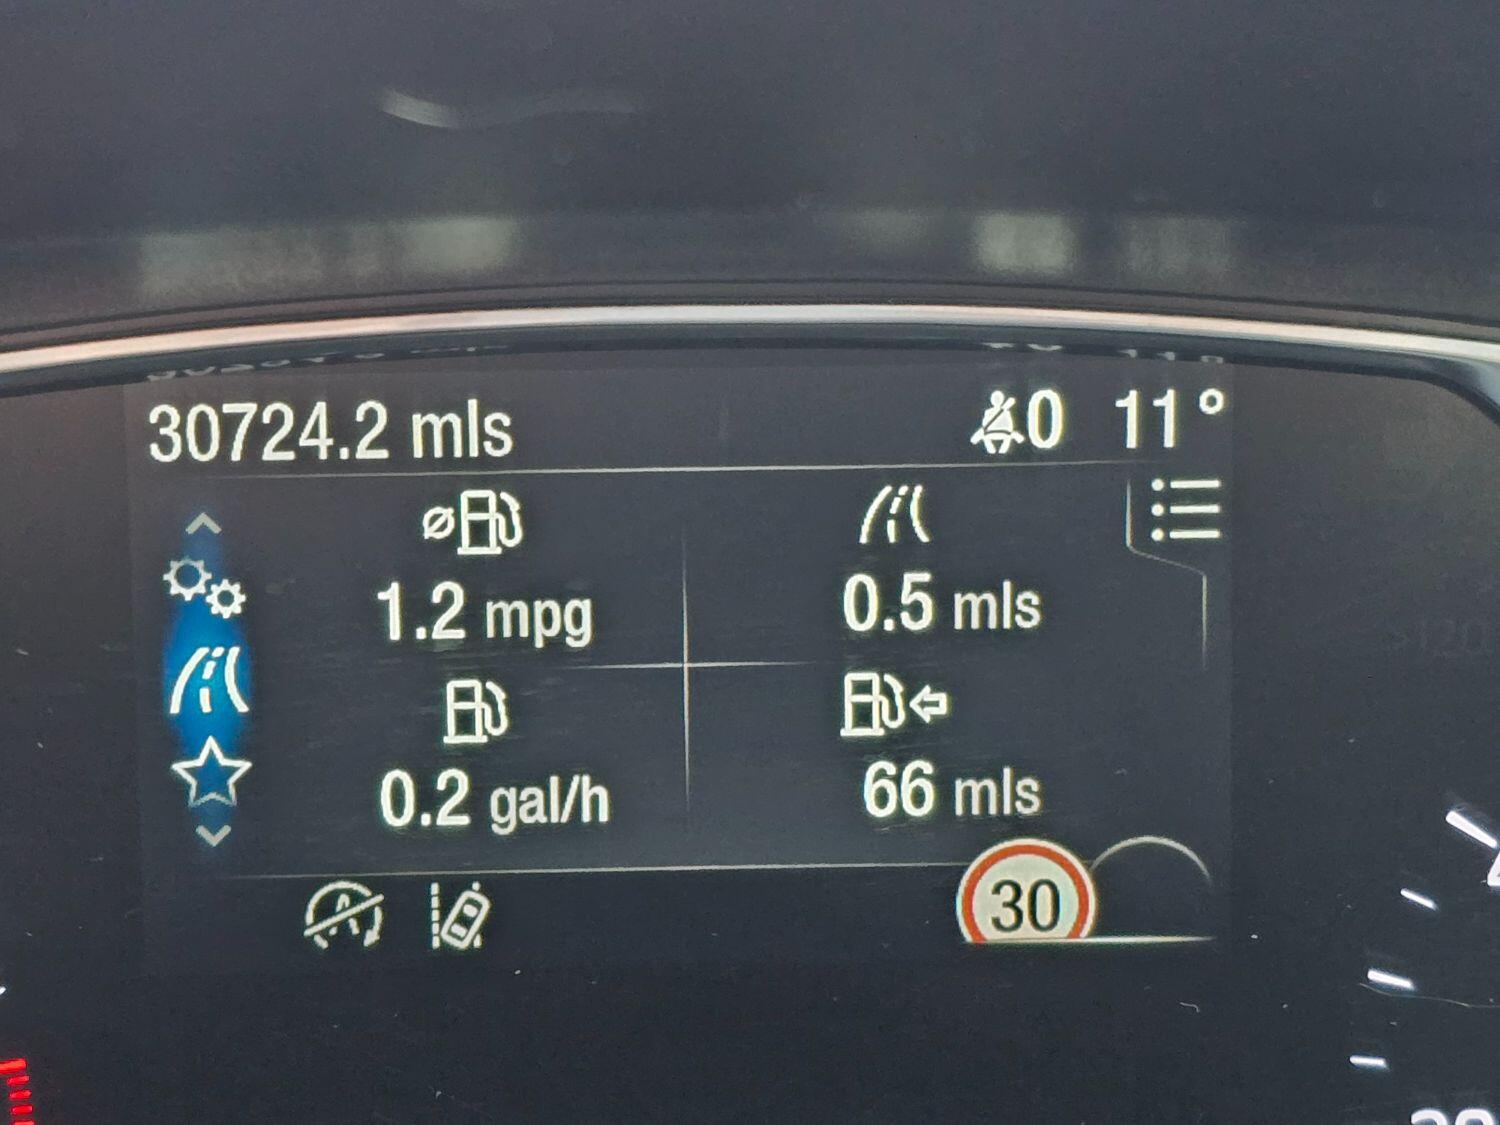 30724.2 mls 0 11°
1.2 mpg 0.5 mls
0.2 gal/h 66 mls
30